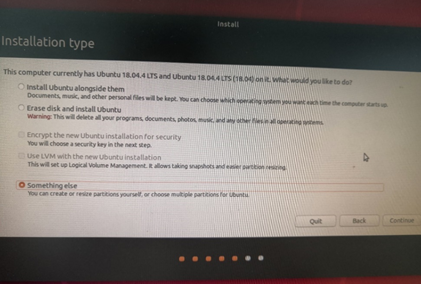 Install
Installation type
This computer currently has Ubuntu 18.04.4 LTS and Ubuntu 18.04.4 LTS (18.04) on it. What would you like to do?
Install Ubuntu alongside them
Documents, music, and other personal files will be kept. You can choose which operating system you want each time the computer starts up.
Erase disk and install Ubuntu
Warning: This will delete all your programs, documents, photos, music, and any other files in all operating systems.
Encrypt the new Ubuntu installation for security
You will choose a security key in the next step.
Use LVM with the new Ubuntu installation
This will set up Logical Volume Management. It allows taking snapshots and easier partition resizing.
Something else
You can create or resize partitions yourself, or choose multiple partitions for Ubuntu.
Quit
Back
Continue